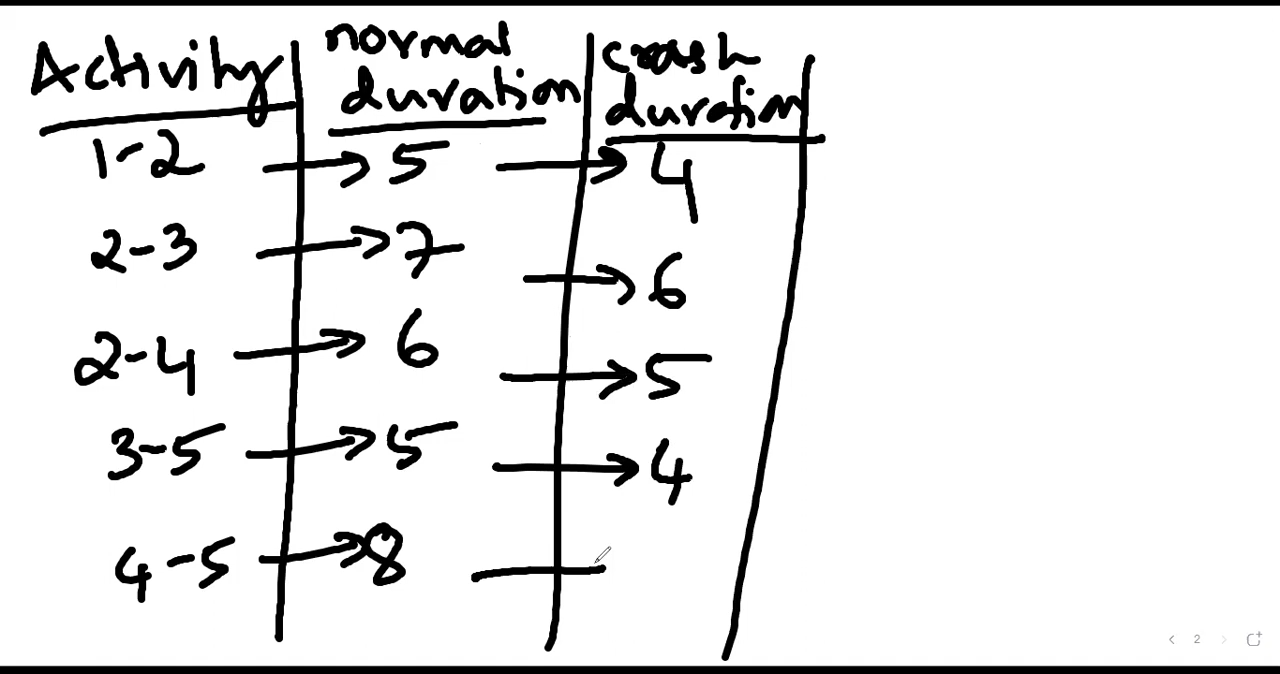 Activity normal duration crash duration
1-2 → 5 → 4
2-3 → 7 → 6
2-4 → 6 → 5
3-5 → 5 → 4
4-5 → 8
< 2 >